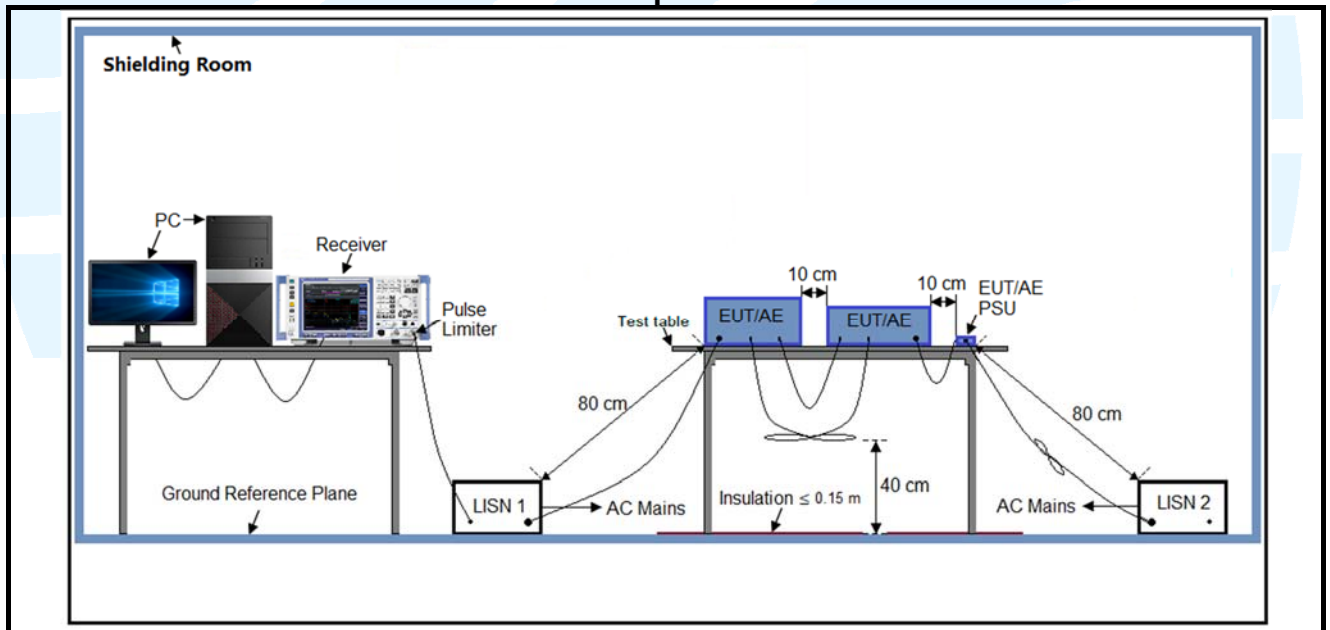 Shielding Room
PC
Receiver
Pulse
Limiter
10 cm
10 cm
EUT/AE
PSU
Test table
EUT/AE
EUT/AE
80 cm
80 cm
40 cm
Ground Reference Plane
LISN 1
AC Mains
Insulation ≤ 0.15 m
AC Mains
LISN 2